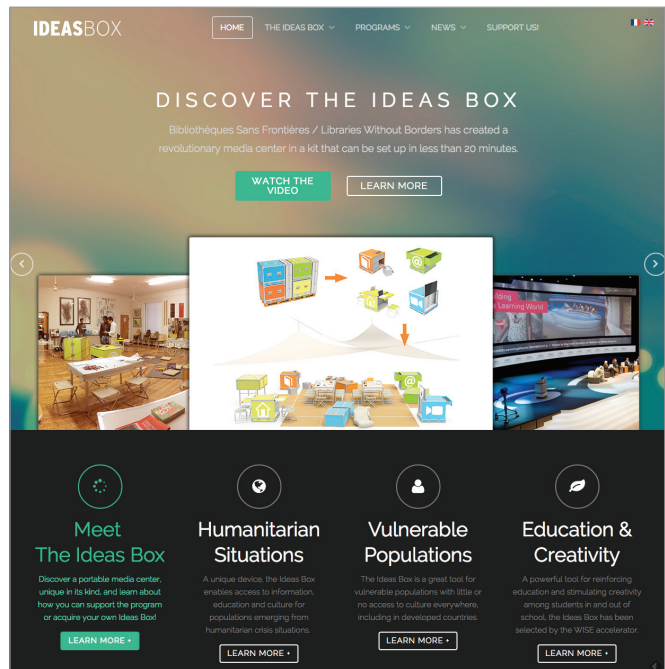 IDEASBOX
HOME THE IDEAS BOX PROGRAMS NEWS SUPPORT US!
DISCOVER THE IDEAS BOX
Bibliothèques Sans Frontières / Libraries Without Borders has created a
revolutionary media center in a kit that can be set up in less than 20 minutes.
WATCH THE
VIDEO
LEARN MORE
@
@
Learning World
Meet
The Ideas Box
Discover a portable media center,
unique in its kind, and learn about
how you can support the program
or acquire your own Ideas Box!
LEARN MORE +
Humanitarian
Situations
A unique device, the Ideas Box
enables access to information,
education and culture for
populations emerging from
humanitarian crisis situations.
LEARN MORE +
Vulnerable
Populations
The Ideas Box is a great tool for
vulnerable populations with little or
no access to culture everywhere,
including in developed countries.
LEARN MORE +
Education &
Creativity
A powerful tool for reinforcing
education and stimulating creativity
among students in and out of
school, the Ideas Box has been
selected by the WISE accelerator.
LEARN MORE +